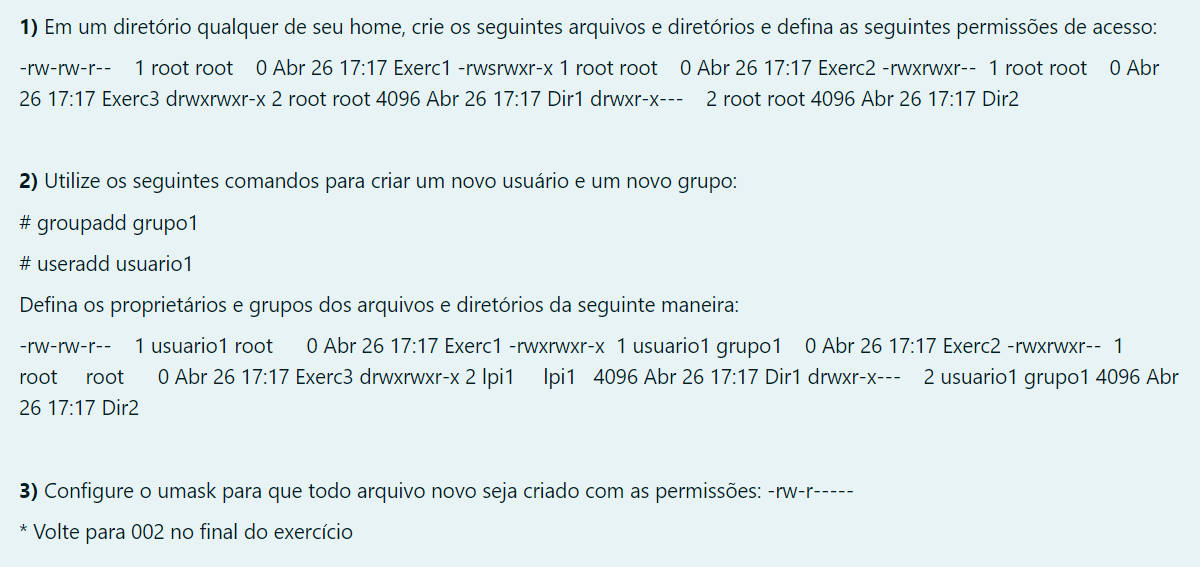 1) Em um diretório qualquer de seu home, crie os seguintes arquivos e diretórios e defina as seguintes permissões de acesso:
-rw-rw-r--    1 root root    0 Abr 26 17:17 Exerc1 -rwsrwxr-x 1 root root    0 Abr 26 17:17 Exerc2 -rwxrwxr--  1 root root    0 Abr
26 17:17 Exerc3 drwxrwxr-x 2 root root 4096 Abr 26 17:17 Dir1 drwxr-x---    2 root root 4096 Abr 26 17:17 Dir2
2) Utilize os seguintes comandos para criar um novo usuário e um novo grupo:
# groupadd grupo1
# useradd usuario1
Defina os proprietários e grupos dos arquivos e diretórios da seguinte maneira:
-rw-rw-r--    1 usuario1 root      0 Abr 26 17:17 Exerc1 -rwxrwxr-x  1 usuario1 grupo1    0 Abr 26 17:17 Exerc2 -rwxrwxr--  1
root     root      0 Abr 26 17:17 Exerc3 drwxrwxr-x 2 lpi1     lpi1   4096 Abr 26 17:17 Dir1 drwxr-x---    2 usuario1 grupo1 4096 Abr
26 17:17 Dir2
3) Configure o umask para que todo arquivo novo seja criado com as permissões: -rw-r-----
* Volte para 002 no final do exercício